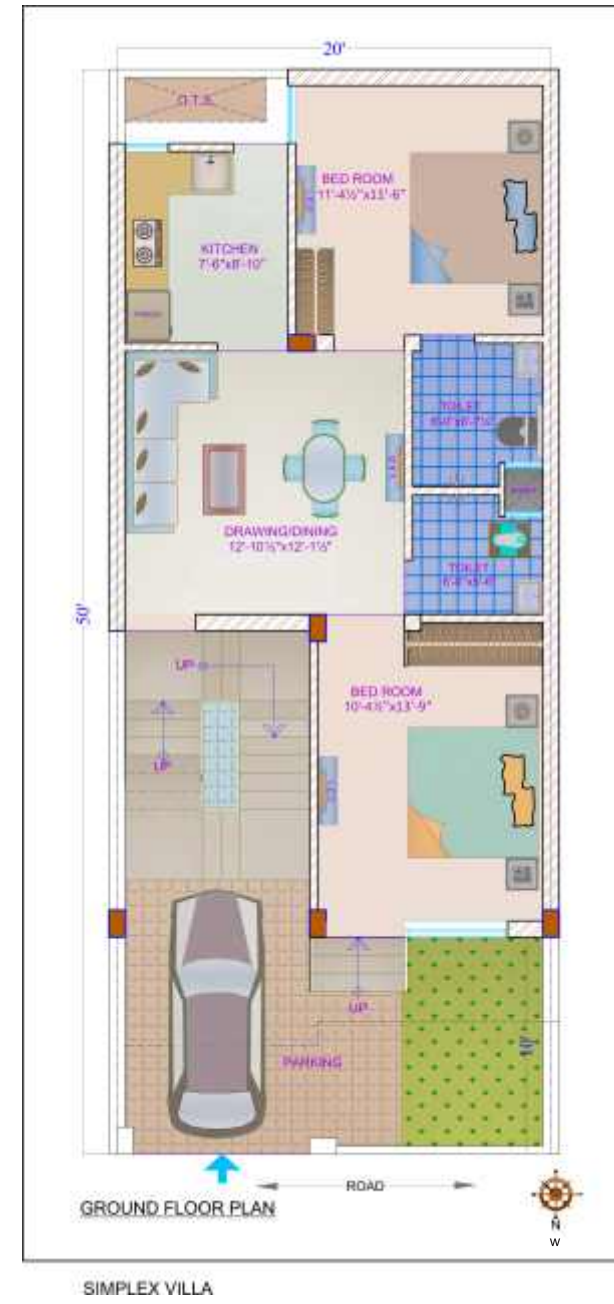 20'
O.T.S.
BED ROOM
11'-4½"x11'-6"
KITCHEN
7'-6"x8'-10"
TOILET
DRAWING/DINING
12'-10½"x12'-1½"
TOILET
50'
UP
BED ROOM
10'-4½"x13'-9"
UP
UP
10'
PARKING
ROAD
GROUND FLOOR PLAN
N
W
SIMPLEX VILLA